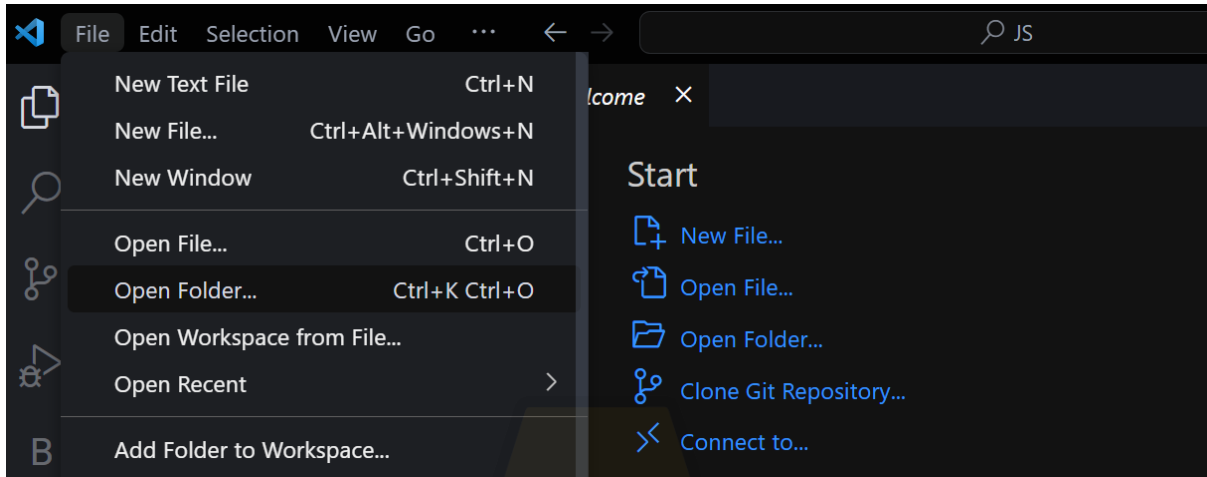 File Edit Selection View Go ··· JS
New Text File Ctrl+N
New File... Ctrl+Alt+Windows+N
New Window Ctrl+Shift+N
Open File... Ctrl+O
Open Folder... Ctrl+K Ctrl+O
Open Workspace from File...
Open Recent
Add Folder to Workspace...
B
lcome
Start
New File...
Open File...
Open Folder...
Clone Git Repository...
Connect to...